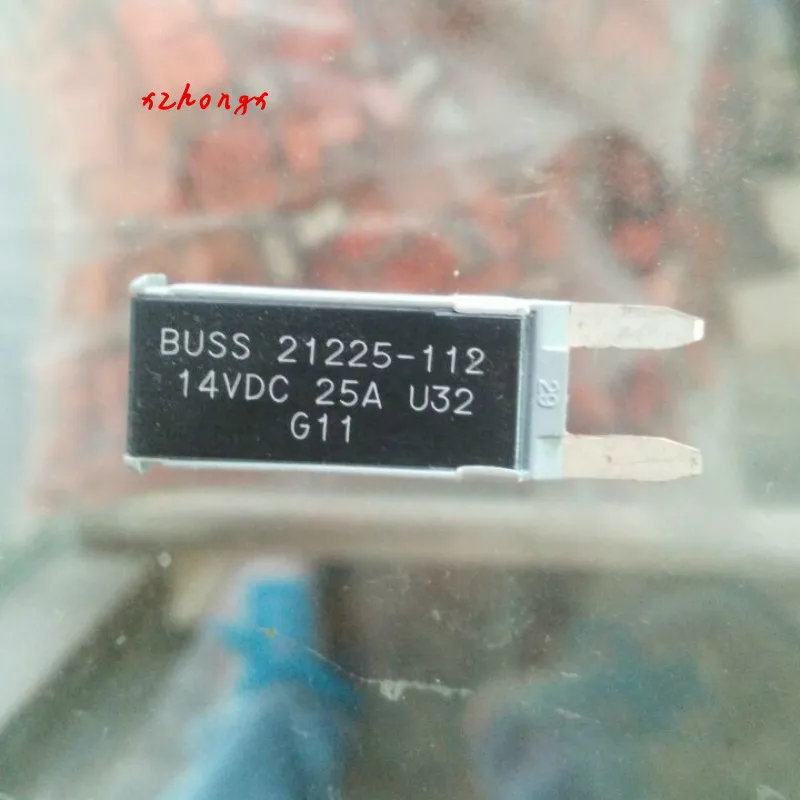 xzhongx
BUSS 21225-112
14VDC 25A U32
G11
29